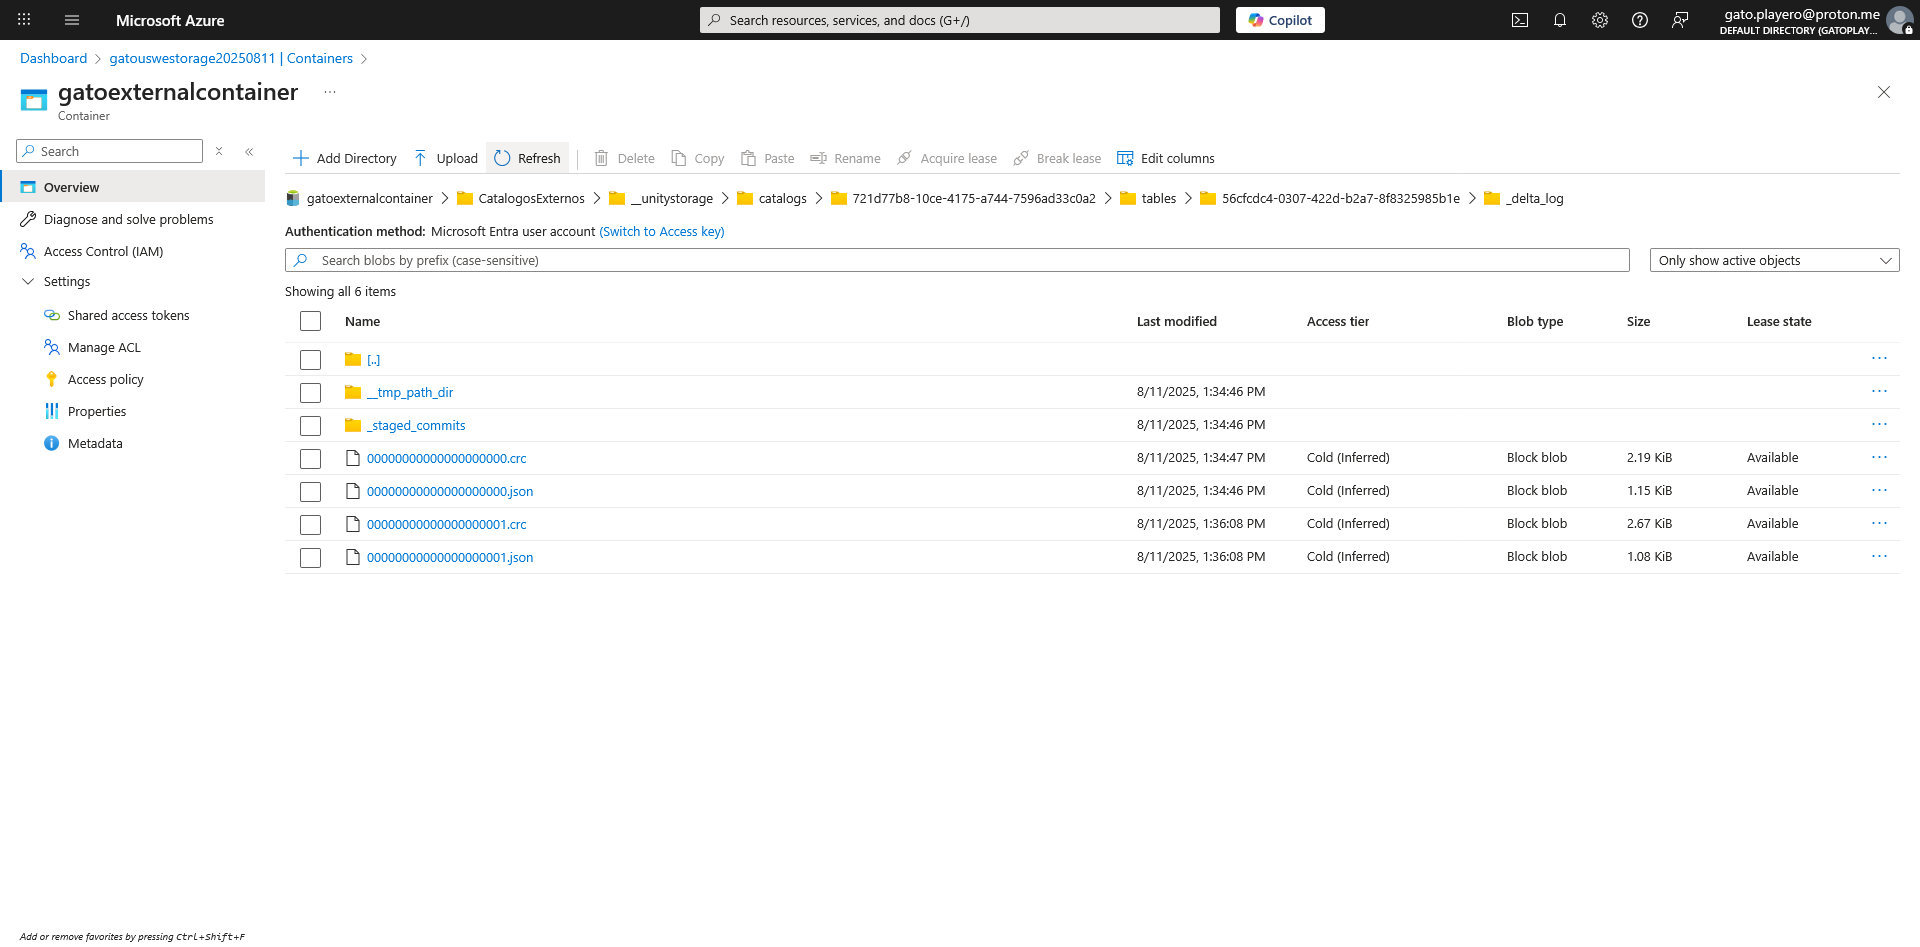 Microsoft Azure
Search resources, services, and docs (G+/)
Copilot
gato.playero@proton.me
DEFAULT DIRECTORY (GATOPLAY...
Dashboard > gatouswestorage20250811 | Containers >
gatoexternalcontainer ...
Container
Search
Overview
Diagnose and solve problems
Access Control (IAM)
Settings
Shared access tokens
Manage ACL
Access policy
Properties
Metadata
Add Directory Upload Refresh Delete Copy Paste Rename Acquire lease Break lease Edit columns
gatoexternalcontainer > CatalogosExternos > __unitystorage > catalogs > 721d77b8-10ce-4175-a744-7596ad33c0a2 > tables > 56cfcdc4-0307-422d-b2a7-8f8325985b1e > _delta_log
Authentication method: Microsoft Entra user account (Switch to Access key)
Search blobs by prefix (case-sensitive)
Only show active objects
Showing all 6 items
Name Last modified Access tier Blob type Size Lease state
[..]
__tmp_path_dir 8/11/2025, 1:34:46 PM
_staged_commits 8/11/2025, 1:34:46 PM
00000000000000000000.crc 8/11/2025, 1:34:47 PM Cold (Inferred) Block blob 2.19 KiB Available
00000000000000000000.json 8/11/2025, 1:34:46 PM Cold (Inferred) Block blob 1.15 KiB Available
00000000000000000001.crc 8/11/2025, 1:36:08 PM Cold (Inferred) Block blob 2.67 KiB Available
00000000000000000001.json 8/11/2025, 1:36:08 PM Cold (Inferred) Block blob 1.08 KiB Available
Add or remove favorites by pressing Ctrl+Shift+F